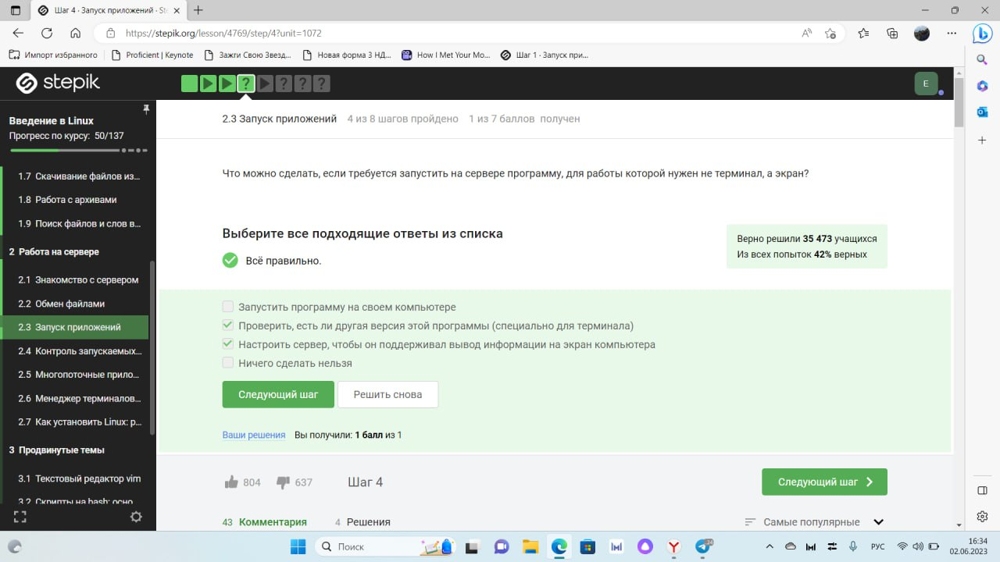 Шаг 4 · Запуск приложений · Ste
https://stepik.org/lesson/4769/step/4?unit=1072
Импорт избранного
Proficient | Keynote
Зажги Свою Звезд...
Новая форма 3 НД...
How I Met Your Mo...
Шаг 1 · Запуск при...
stepik
? ? ? ?
E
Введение в Linux
Прогресс по курсу: 50/137
1.7 Скачивание файлов из...
1.8 Работа с архивами
1.9 Поиск файлов и слов в...
2 Работа на сервере
2.1 Знакомство с сервером
2.2 Обмен файлами
2.3 Запуск приложений
2.4 Контроль запускаемых...
2.5 Многопоточные прило...
2.6 Менеджер терминалов...
2.7 Как установить Linux: р...
3 Продвинутые темы
3.1 Текстовый редактор vim
3.2 Скрипты на bash: осно...
2.3 Запуск приложений 4 из 8 шагов пройдено 1 из 7 баллов получен
Что можно сделать, если требуется запустить на сервере программу, для работы которой нужен не терминал, а экран?
Выберите все подходящие ответы из списка
Всё правильно.
Верно решили 35 473 учащихся
Из всех попыток 42% верных
Запустить программу на своем компьютере
Проверить, есть ли другая версия этой программы (специально для терминала)
Настроить сервер, чтобы он поддерживал вывод информации на экран компьютера
Ничего сделать нельзя
Следующий шаг
Решить снова
Ваши решения Вы получили: 1 балл из 1
804 637 Шаг 4
Следующий шаг
43 Комментария 4 Решения
Самые популярные
Поиск
РУС
16:34
02.06.2023